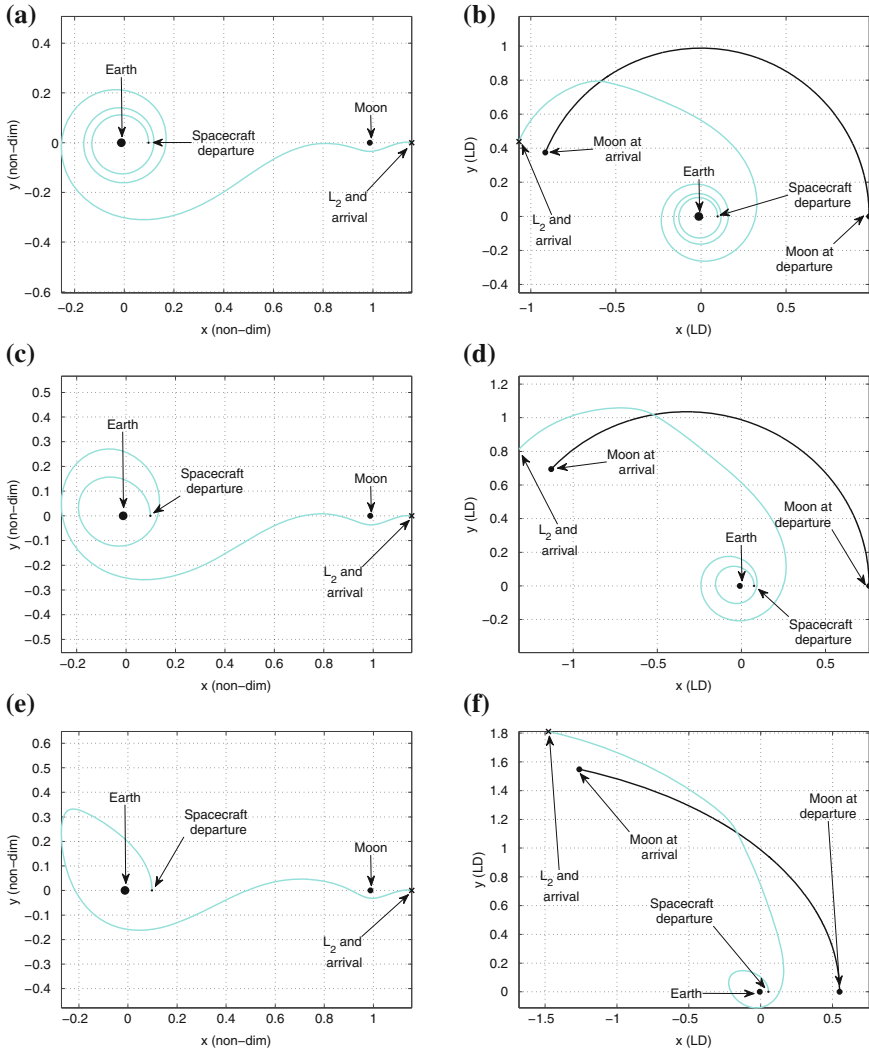 (a)
0.4
0.2
0
−0.2
−0.4
−0.6
y (non−dim)
Earth
Moon
Spacecraft
departure
L2 and
arrival
−0.2
0
0.2
0.4
0.6
0.8
1
x (non−dim)
(b)
1
0.8
0.6
0.4
0.2
0
−0.2
−0.4
y (LD)
Moon at
arrival
Earth
Spacecraft
departure
L2 and
arrival
Moon at
departure
−1
−0.5
0
0.5
x (LD)
(c)
0.5
0.4
0.3
0.2
0.1
0
−0.1
−0.2
−0.3
−0.4
−0.5
y (non−dim)
Earth
Spacecraft
departure
Moon
L2 and
arrival
−0.2
0
0.2
0.4
0.6
0.8
1
x (non−dim)
(d)
1.2
1
0.8
0.6
0.4
0.2
0
−0.2
y (LD)
Moon at
arrival
Moon at
departure
L2 and
arrival
Earth
Spacecraft
departure
−1
−0.5
0
0.5
x (LD)
(e)
0.6
0.5
0.4
0.3
0.2
0.1
0
−0.1
−0.2
−0.3
−0.4
y (non−dim)
Earth
Spacecraft
departure
Moon
L2 and
arrival
−0.2
0
0.2
0.4
0.6
0.8
1
x (non−dim)
(f)
1.8
1.6
1.4
1.2
1
0.8
0.6
0.4
0.2
0
y (LD)
Moon at
departure
Moon at
arrival
L2 and
arrival
Spacecraft
departure
Earth
−1.5
−1
−0.5
0
0.5
x (LD)